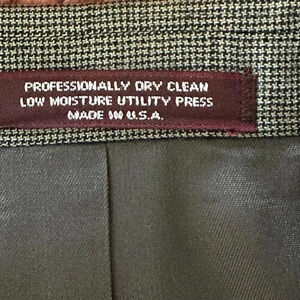 PROFESSIONALLY DRY CLEAN
LOW MOISTURE UTILITY PRESS
MADE IN U.S.A.